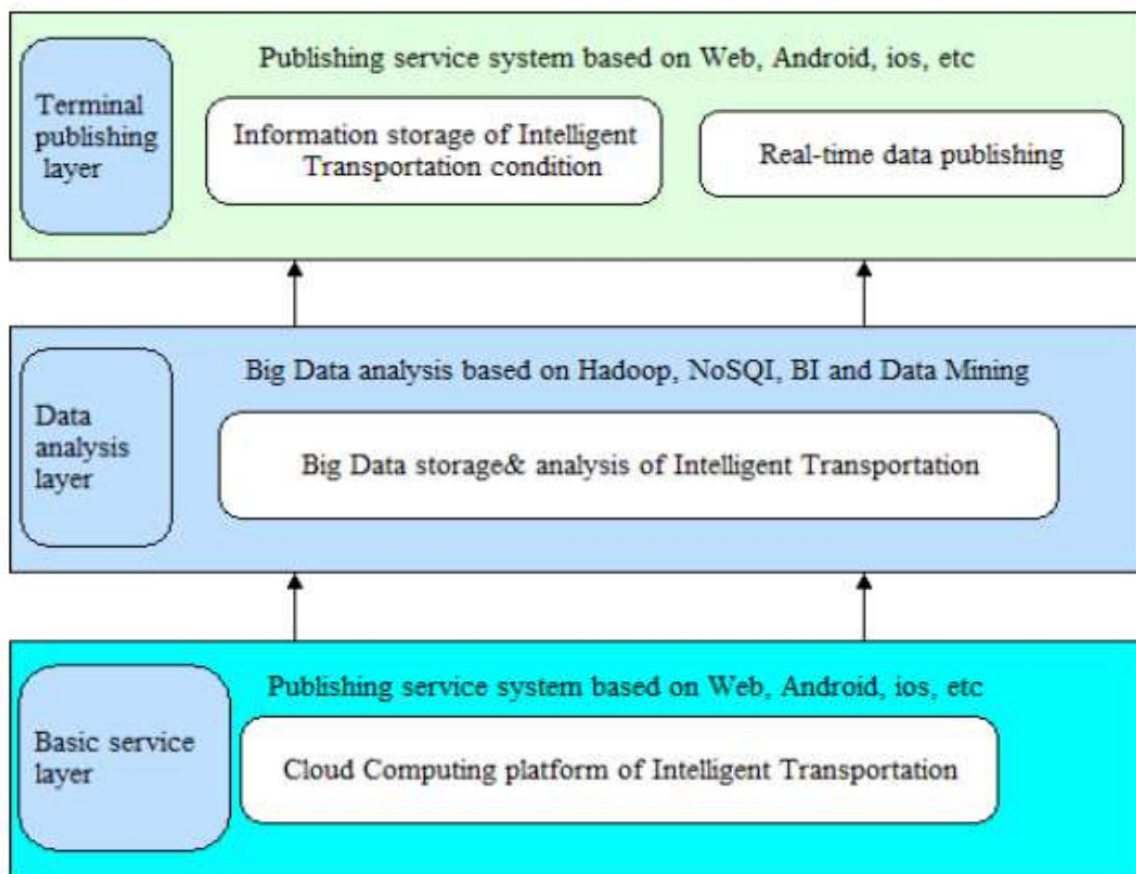 Publishing service system based on Web, Android, ios, etc
Terminal
publishing
layer
Information storage of Intelligent
Transportation condition
Real-time data publishing
Big Data analysis based on Hadoop, NoSQI, BI and Data Mining
Data
analysis
layer
Big Data storage& analysis of Intelligent Transportation
Publishing service system based on Web, Android, ios, etc
Basic service
layer
Cloud Computing platform of Intelligent Transportation